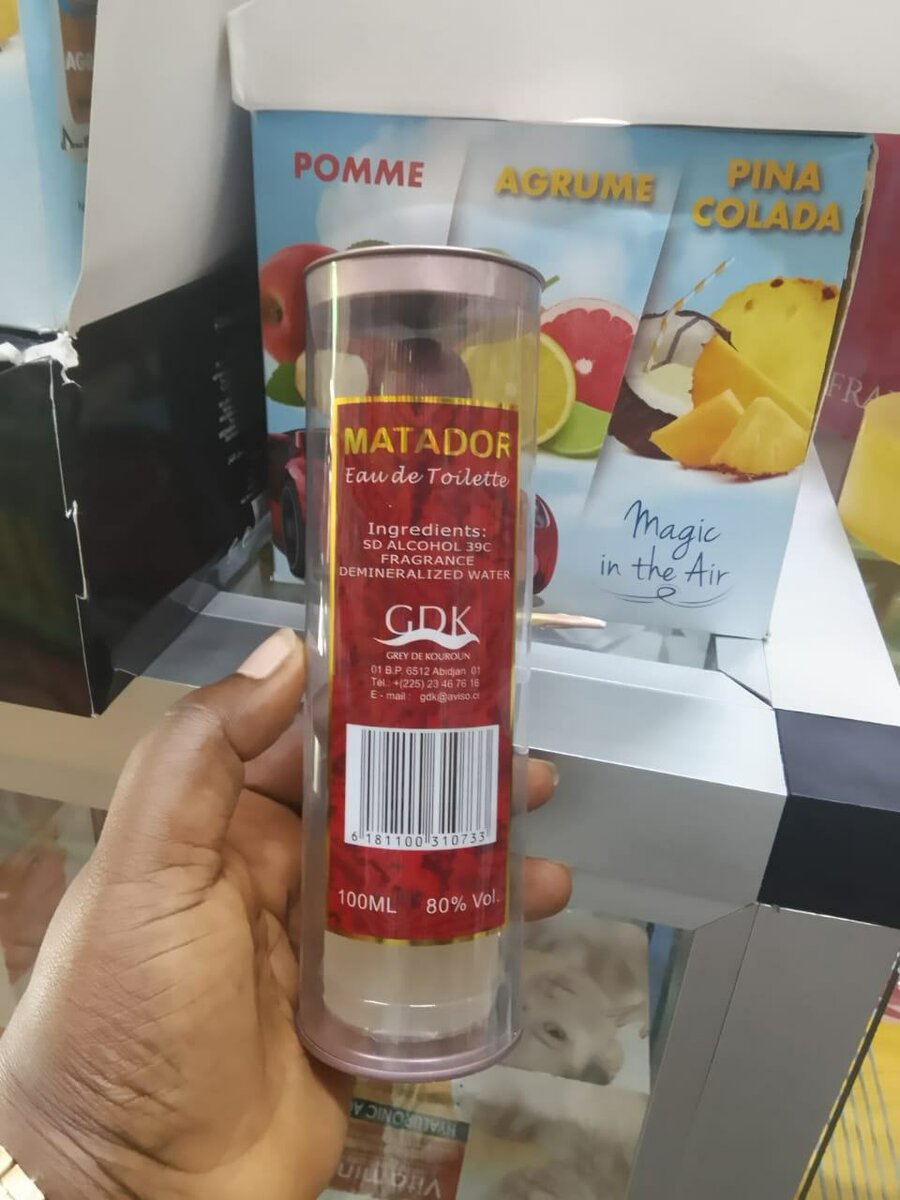 POMME
AGRUME
PINA
COLADA
MATADOR
Eau de Toilette
Ingredients:
SD ALCOHOL 39C
FRAGRANCE
DEMINERALIZED WATER
GDK
GREY DE KOUROUN
01 B.P. 6512 Abidjan 01
Tel.: +(225) 23 46 76 16
E - mail : gdk@aviso.ci
6 181100 310733
100ML 80% Vol.
Magic
in the Air
HYALURONIC